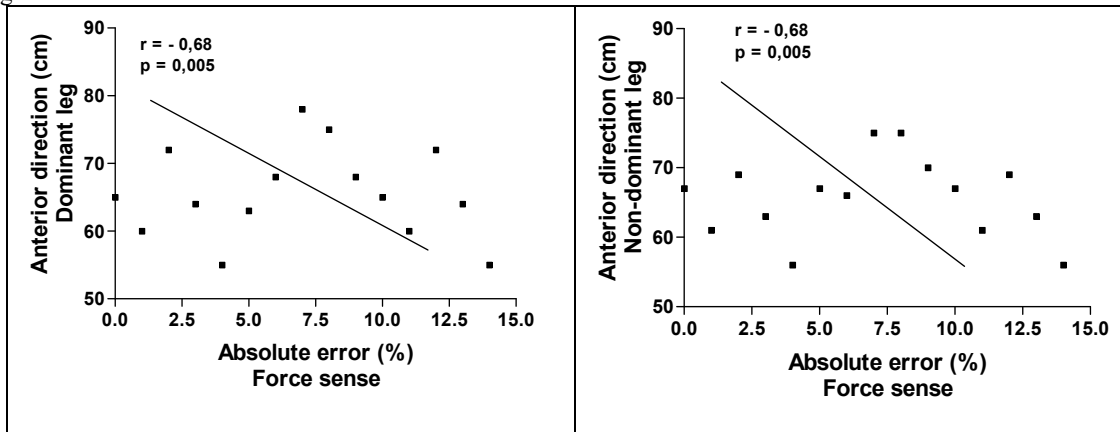 r = - 0,68
p = 0,005
Anterior direction (cm)
Dominant leg
90
80
70
60
50
0.0 2.5 5.0 7.5 10.0 12.5 15.0
Absolute error (%)
Force sense
r = - 0,68
p = 0,005
Anterior direction (cm)
Non-dominant leg
90
80
70
60
50
0.0 2.5 5.0 7.5 10.0 12.5 15.0
Absolute error (%)
Force sense